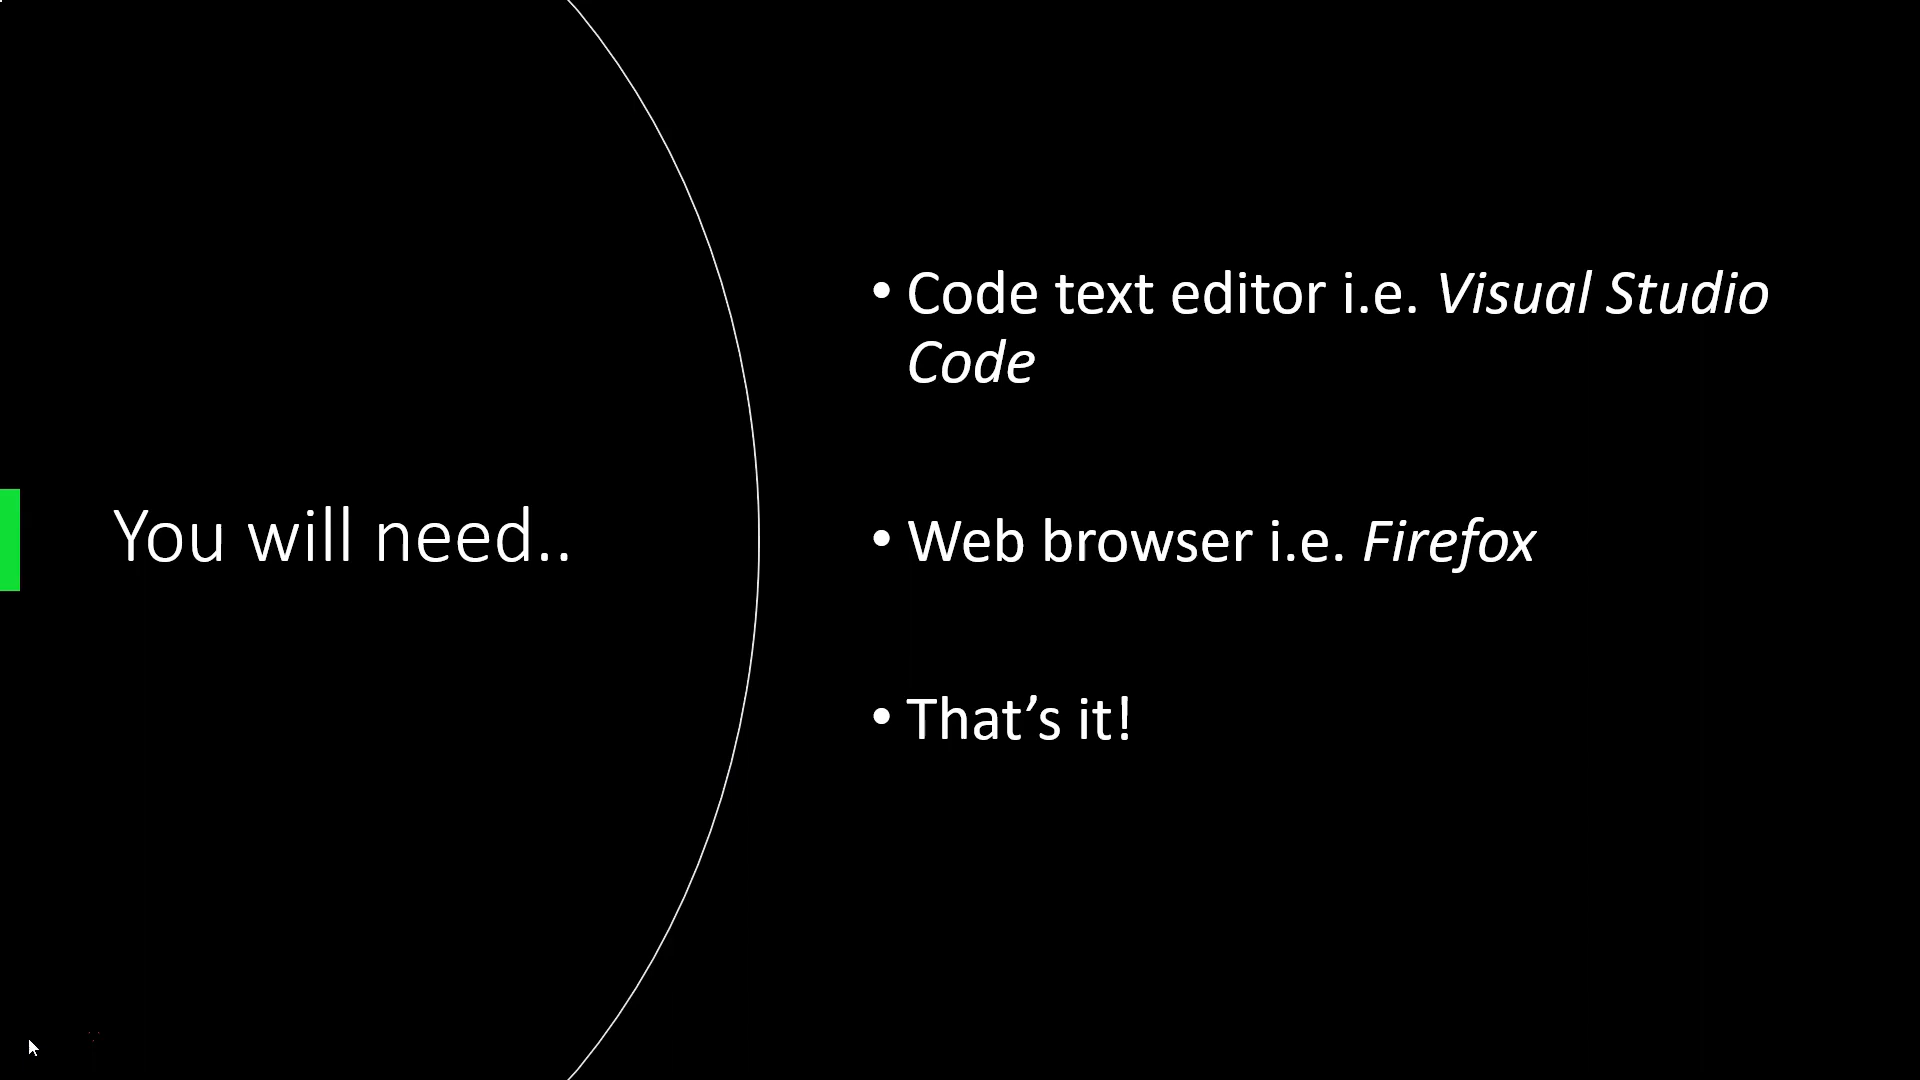 You will need..
• Code text editor i.e. Visual Studio
Code
• Web browser i.e. Firefox
• That’s it!